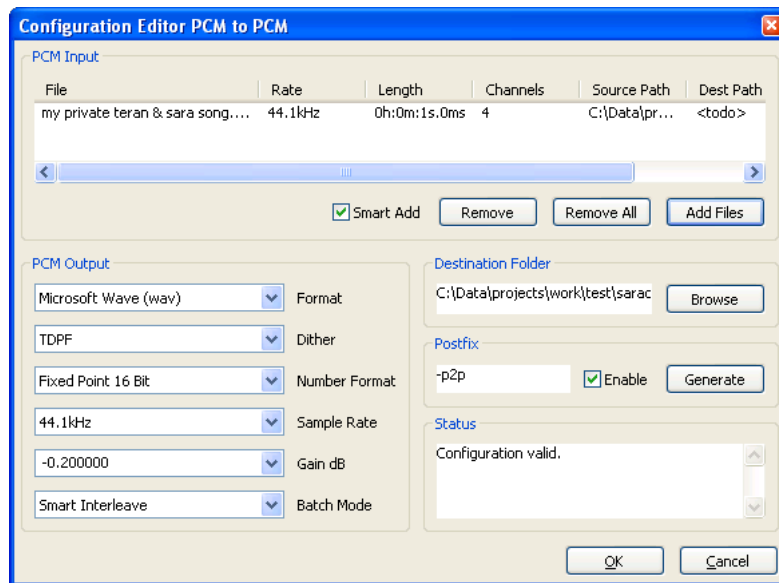 Configuration Editor PCM to PCM
PCM Input
File Rate Length Channels Source Path Dest Path
my private teran & sara song.... 44.1kHz 0h:0m:1s.0ms 4 C:\Data\pr... <todo>
Smart Add Remove Remove All Add Files
PCM Output
Microsoft Wave (wav) Format
TDPF Dither
Fixed Point 16 Bit Number Format
44.1kHz Sample Rate
-0.200000 Gain dB
Smart Interleave Batch Mode
Destination Folder
C:\Data\projects\work\test\sarac Browse
Postfix
-p2p Enable Generate
Status
Configuration valid.
OK Cancel